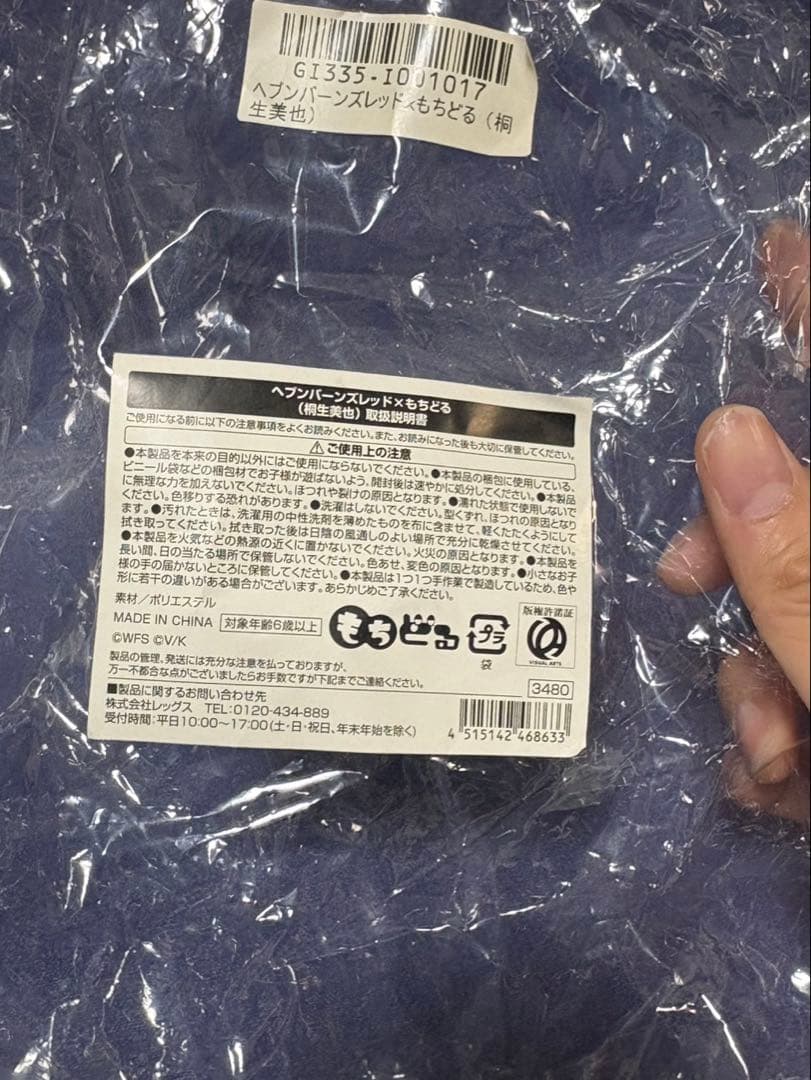 GI335-I001017
ヘブンバーンズレッド×もちどる（桐
生美也）
ヘブンバーンズレッド×もちどる
（桐生美也）取扱説明書
ご使用になる前に以下の注意事項をよくお読みください。また、お読みになった後も大切に保管してください。
⚠ご使用上の注意
●本製品を本来の目的以外にはご使用にならないでください。●本製品の梱包に使用している、
ビニール袋などの梱包材でお子様が遊ばないよう、開封後は速やかに処分してください。●本製品
に無理な力を加えないでください。ほつれや裂けの原因となります。●濡れた状態で使用しないで
ください。色移りする恐れがあります。●洗濯はしないでください。型くずれ、ほつれの原因となり
ます。●汚れたときは、洗濯用の中性洗剤を薄めたものを布に含ませて、軽くたたくようにして
拭き取ってください。拭き取った後は日陰の風通しのよい場所で充分に乾燥させてください。
●本製品を火気などの熱源の近くに置かないでください。火災の原因となります。●本製品を
長い間、日の当たる場所で保管しないでください。色あせ、変色の原因となります。●小さなお子
様の手の届かないところに保管してください。●本製品は1つ1つ手作業で製造しているため、色や
形に若干の違いがある場合がございます。あらかじめご了承ください。
素材／ポリエステル
MADE IN CHINA 対象年齢6歳以上
もちどる
プラ
袋
版権許諾証
VISUAL ARTS
©WFS ©V/K
製品の管理、発送には充分な注意を払っておりますが、
万一不都合な点がございましたらお手数ですが下記までご連絡ください。
3480
■製品に関するお問い合わせ先
株式会社レッグス TEL:0120-434-889
受付時間:平日10:00〜17:00(土・日・祝日、年末年始を除く)
4 515142 468633